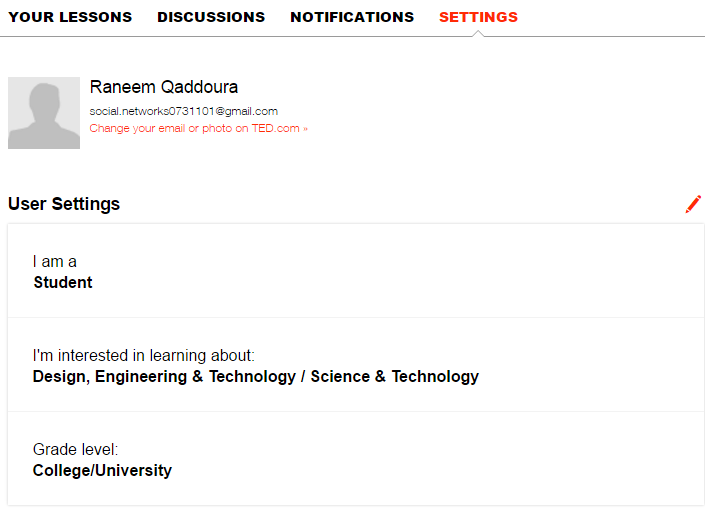 YOUR LESSONS DISCUSSIONS NOTIFICATIONS SETTINGS
Raneem Qaddoura
social.networks0731101@gmail.com
Change your email or photo on TED.com »
User Settings
I am a
Student
I'm interested in learning about:
Design, Engineering & Technology / Science & Technology
Grade level:
College/University